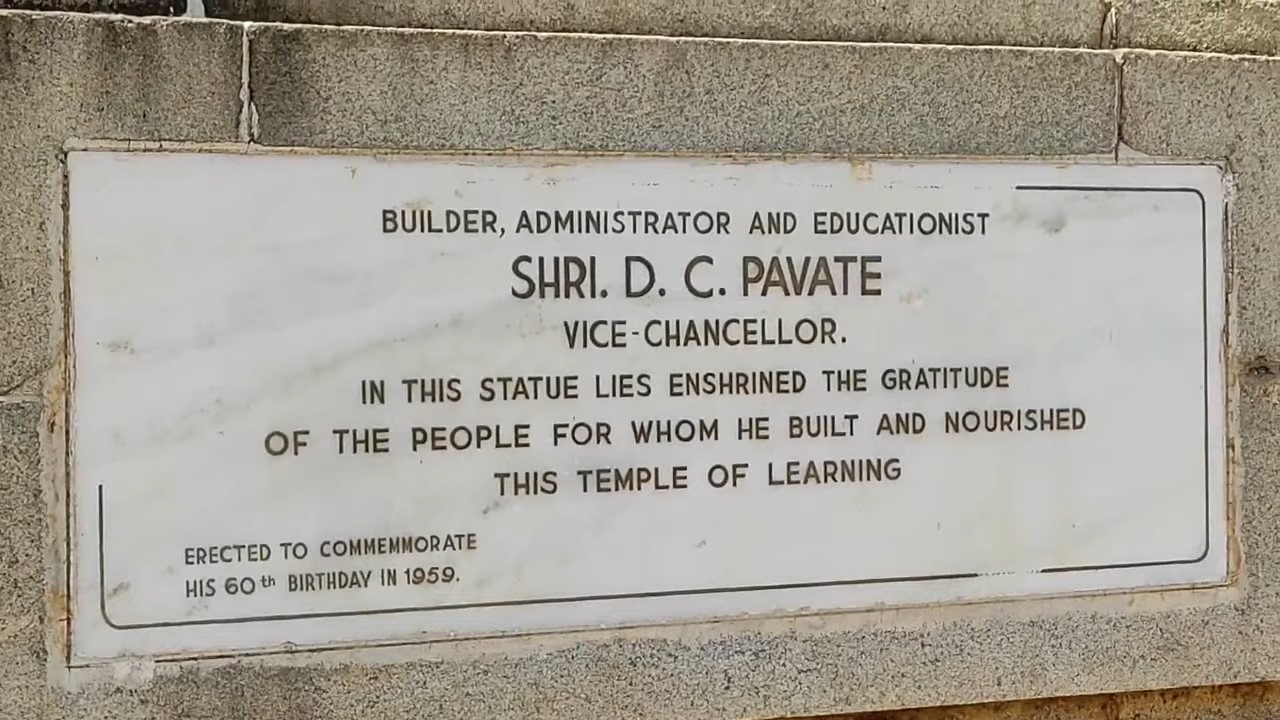 BUILDER, ADMINISTRATOR AND EDUCATIONIST
SHRI. D. C. PAVATE
VICE-CHANCELLOR.
IN THIS STATUE LIES ENSHRINED THE GRATITUDE
OF THE PEOPLE FOR WHOM HE BUILT AND NOURISHED
THIS TEMPLE OF LEARNING
ERECTED TO COMMEMMORATE
HIS 60th BIRTHDAY IN 1959.